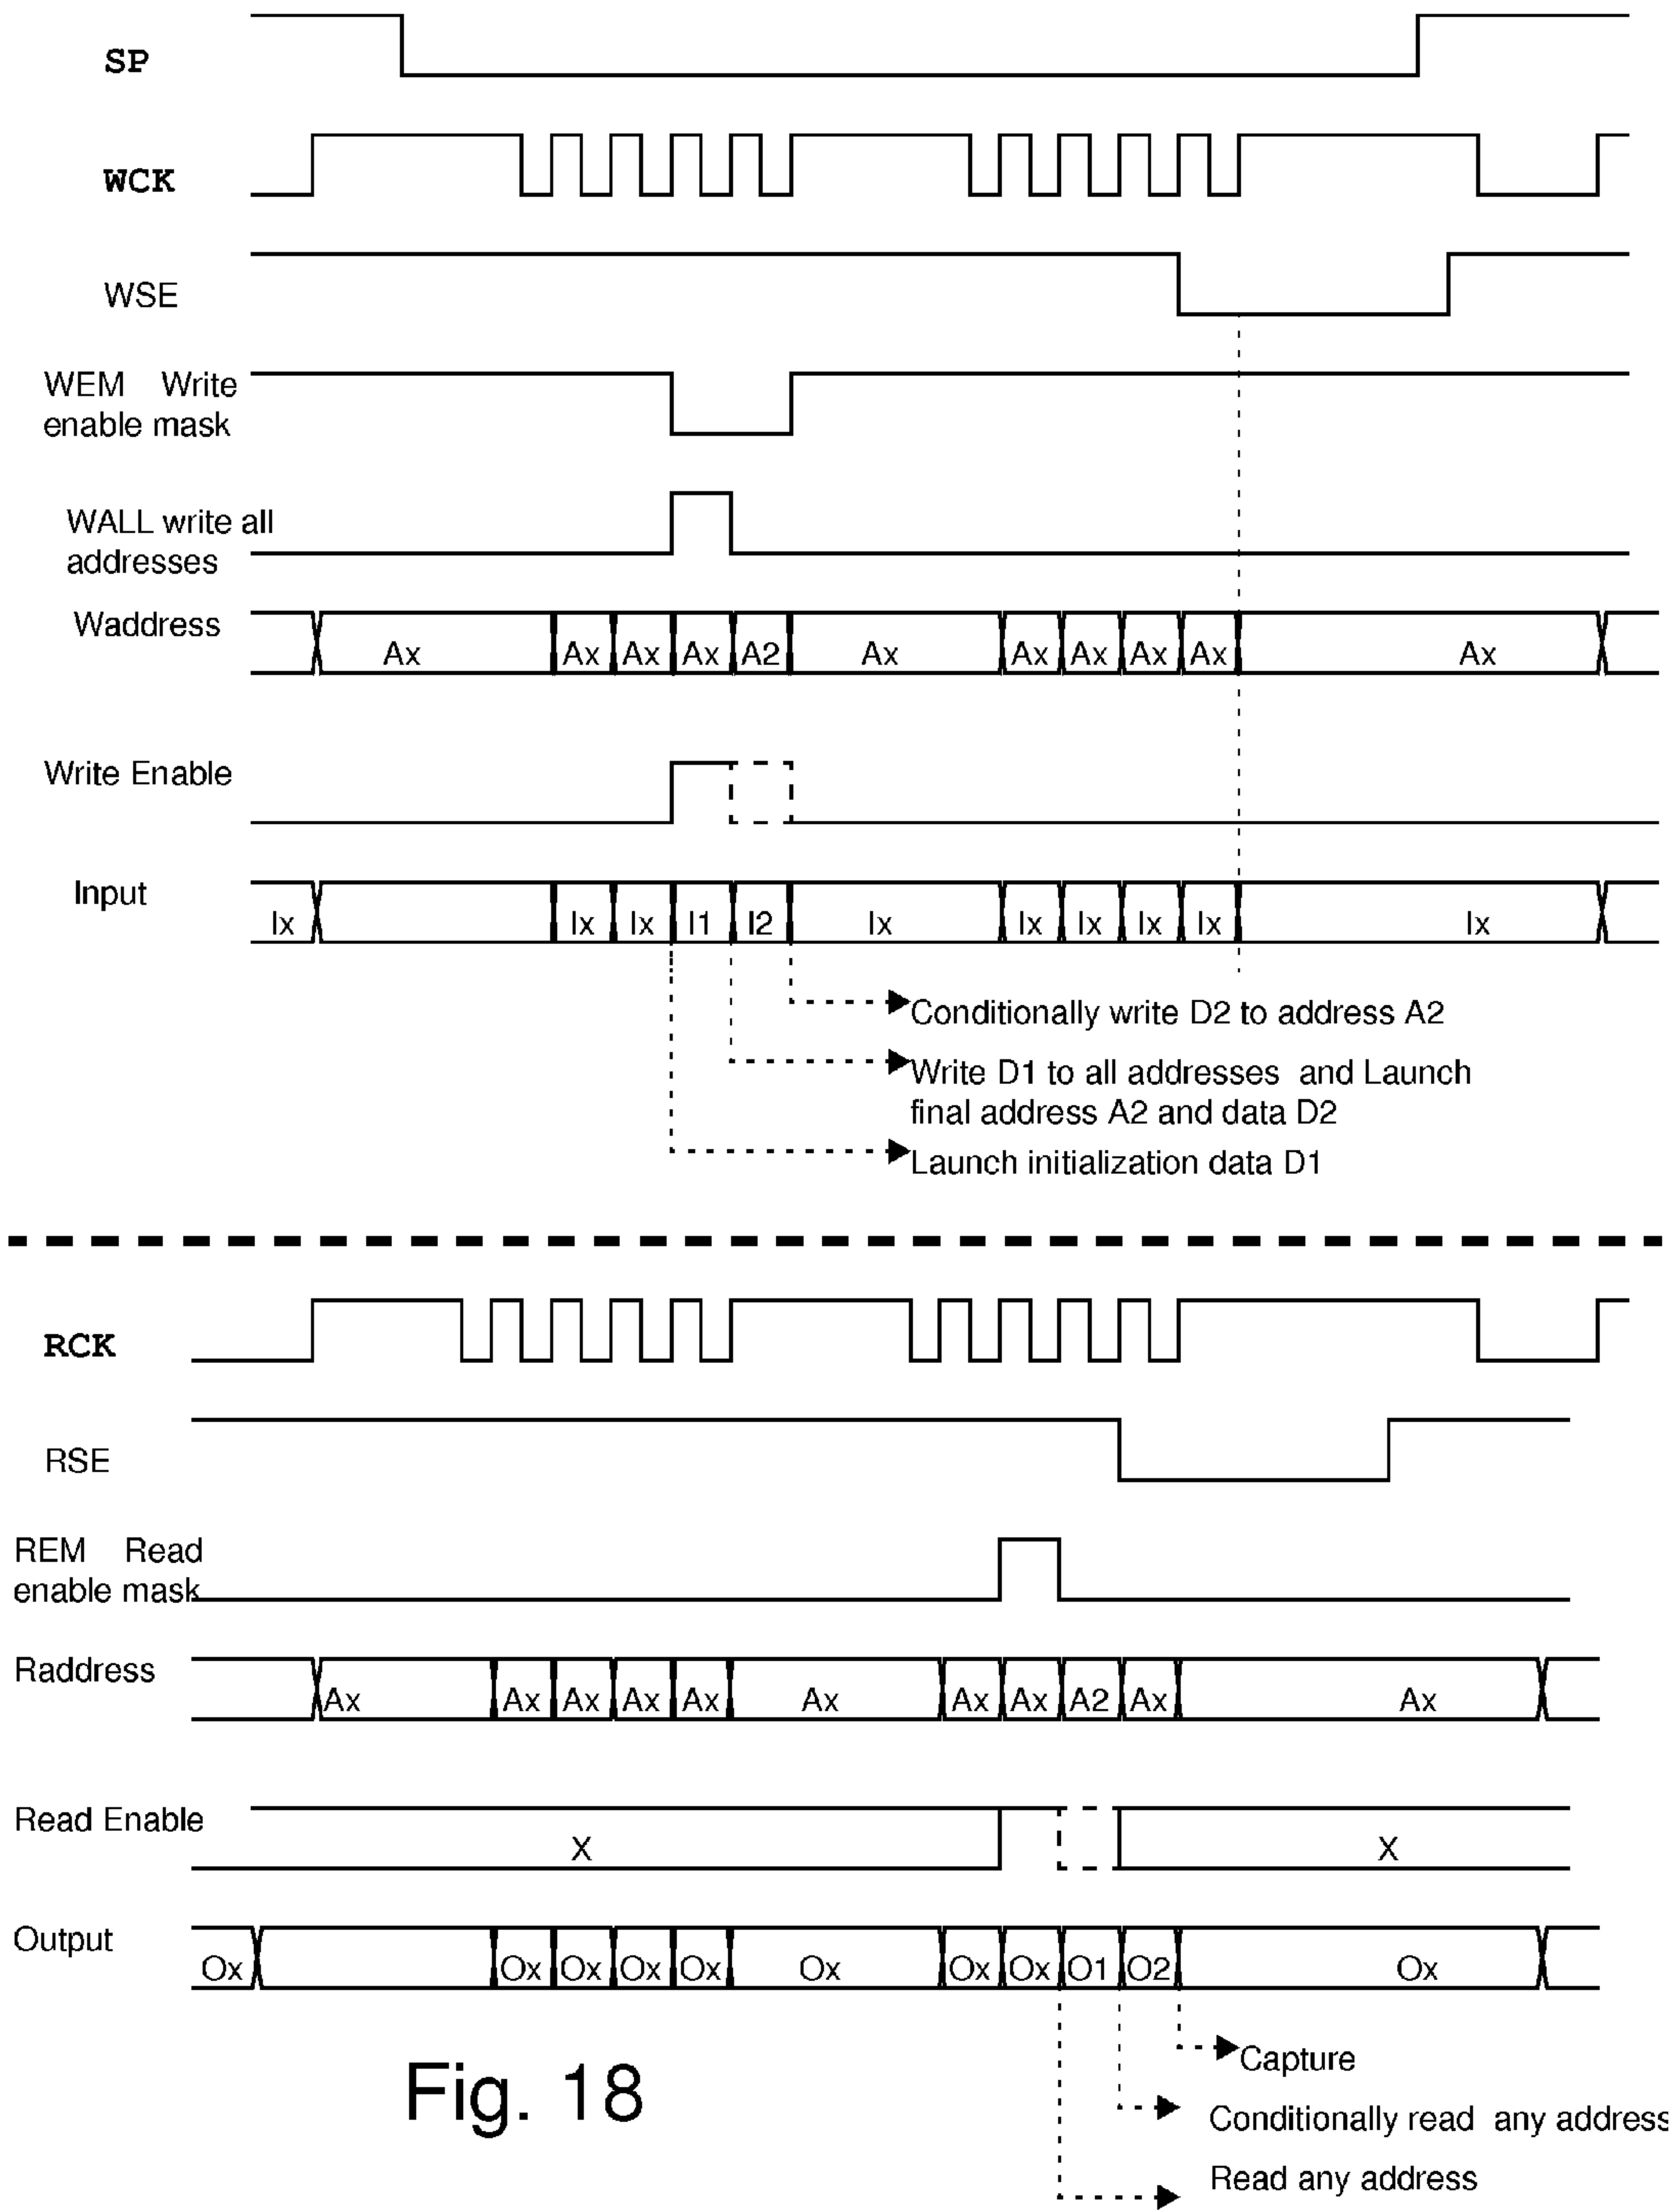 SP
WCK
WSE
WEM Write
enable mask
WALL write all
addresses
Waddress
Ax Ax Ax Ax A2 Ax Ax Ax Ax Ax Ax
Write Enable
Input
Ix Ix Ix I1 I2 Ix Ix Ix Ix Ix Ix
Conditionally write D2 to address A2
Write D1 to all addresses and Launch
final address A2 and data D2
Launch initialization data D1
RCK
RSE
REM Read
enable mask
Raddress
Ax Ax Ax Ax Ax Ax Ax Ax A2 Ax Ax
Read Enable
X X
Output
Ox Ox Ox Ox Ox Ox Ox Ox O1 O2 Ox
Capture
Conditionally read any address
Read any address
Fig. 18